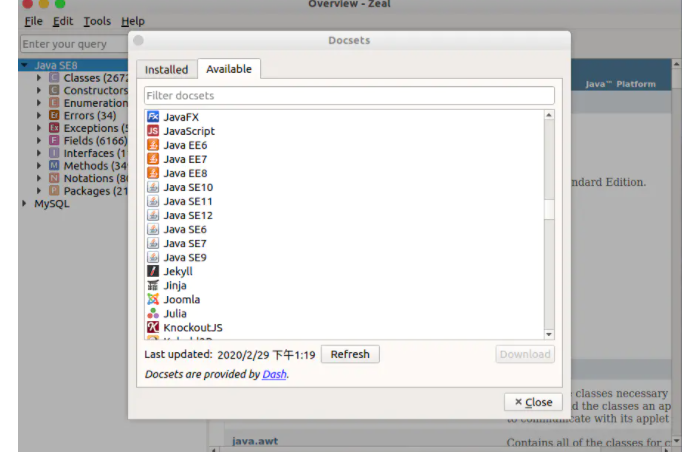 Overview - Zeal
File Edit Tools Help
Enter your query
Java SE8
Classes (267
Constructors
Enumeration
Errors (34)
Exceptions (
Fields (6166)
Interfaces (1
Methods (34
Notations (8
Packages (21
MySQL
Docsets
Installed Available
Filter docsets
FX JavaFX
JS JavaScript
Java EE6
Java EE7
Java EE8
Java SE10
Java SE11
Java SE12
Java SE6
Java SE7
Java SE9
Jekyll
Jinja
Joomla
Julia
KnockoutJS
Last updated: 2020/2/29 下午1:19 Refresh Download
Docsets are provided by Dash.
× Close
Java™ Platform
ndard Edition.
classes necessary
d the classes an ap
to communicate with its applet
java.awt Contains all of the classes for c